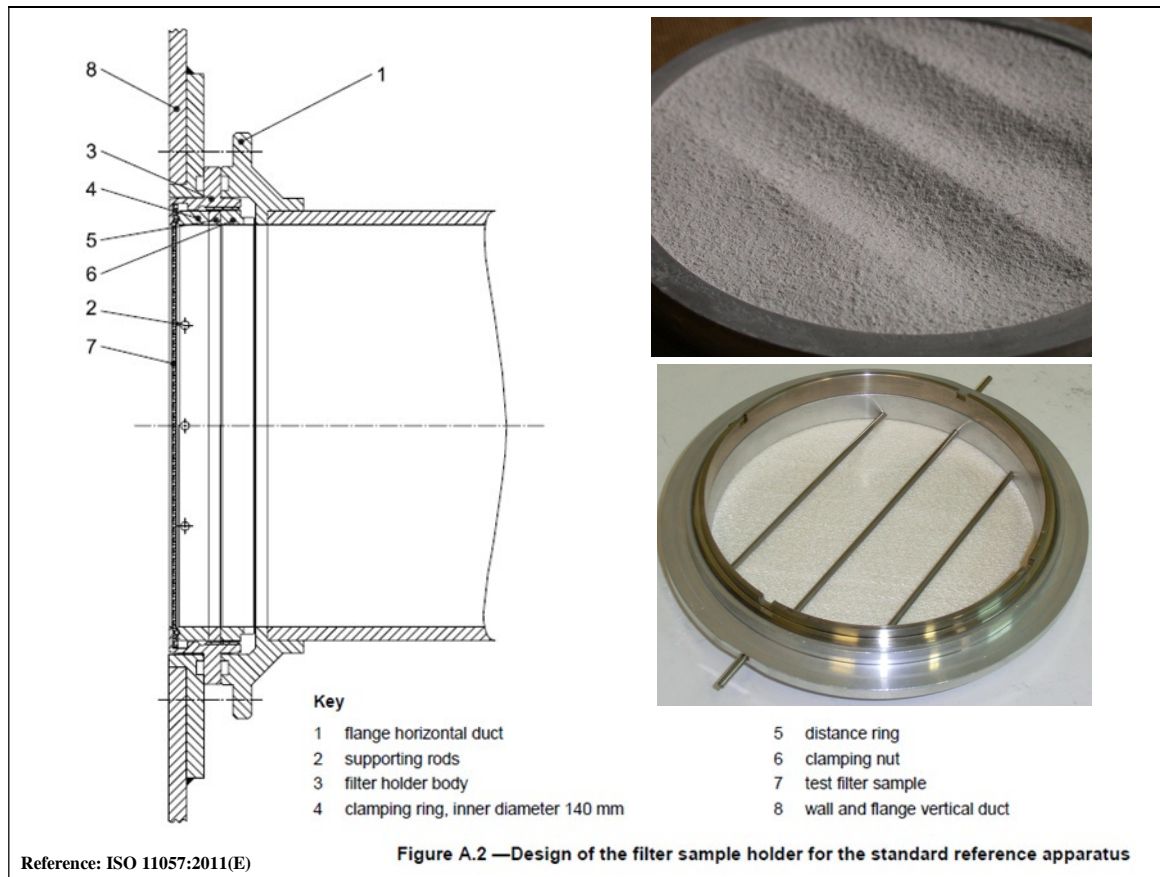 8
1
3
4
5
6
2
7
Key
1 flange horizontal duct
2 supporting rods
3 filter holder body
4 clamping ring, inner diameter 140 mm
5 distance ring
6 clamping nut
7 test filter sample
8 wall and flange vertical duct
Reference: ISO 11057:2011(E)
Figure A.2 —Design of the filter sample holder for the standard reference apparatus